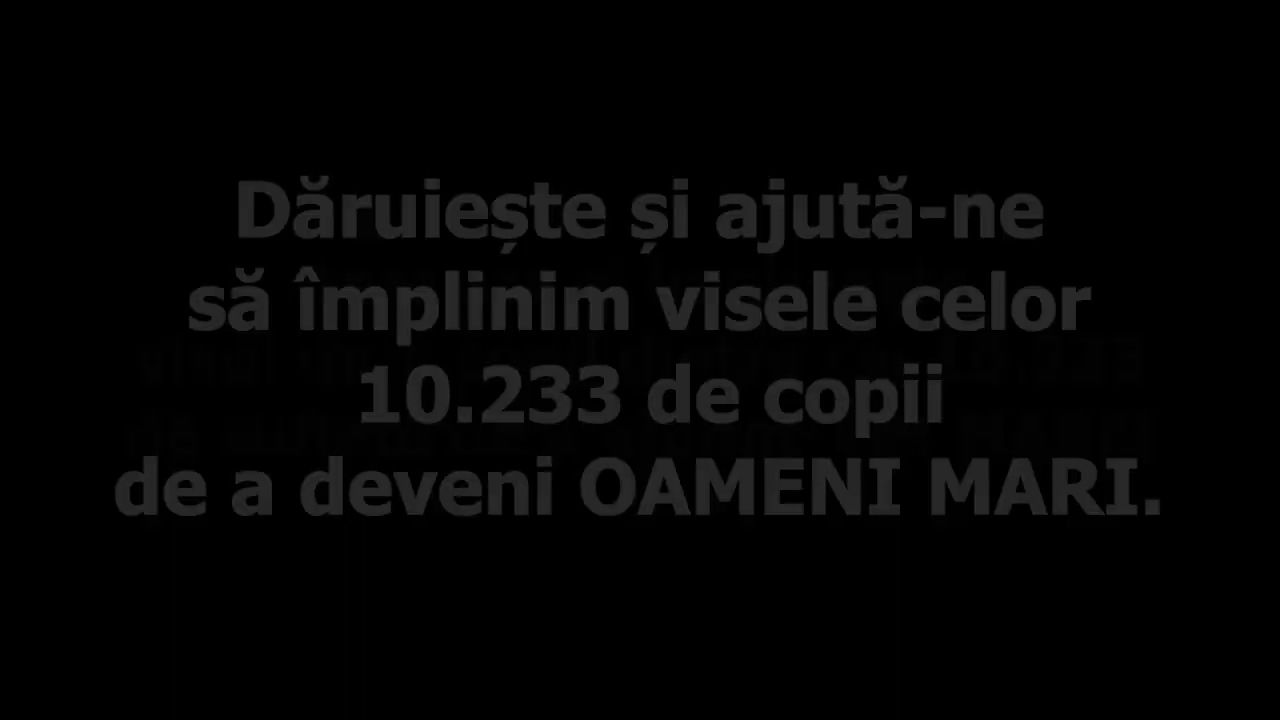 Dăruiește și ajută-ne
să împlinim visele celor
10.233 de copii
de a deveni OAMENI MARI.